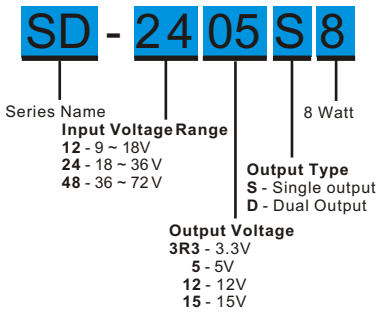 SD - 24 05 S 8
Series Name
8 Watt
Input Voltage Range
12 - 9 ~ 18V
24 - 18 ~ 36 V
48 - 36 ~ 72 V
Output Type
S - Single output
D - Dual Output
Output Voltage
3R3 - 3.3V
5 - 5V
12 - 12V
15 - 15V